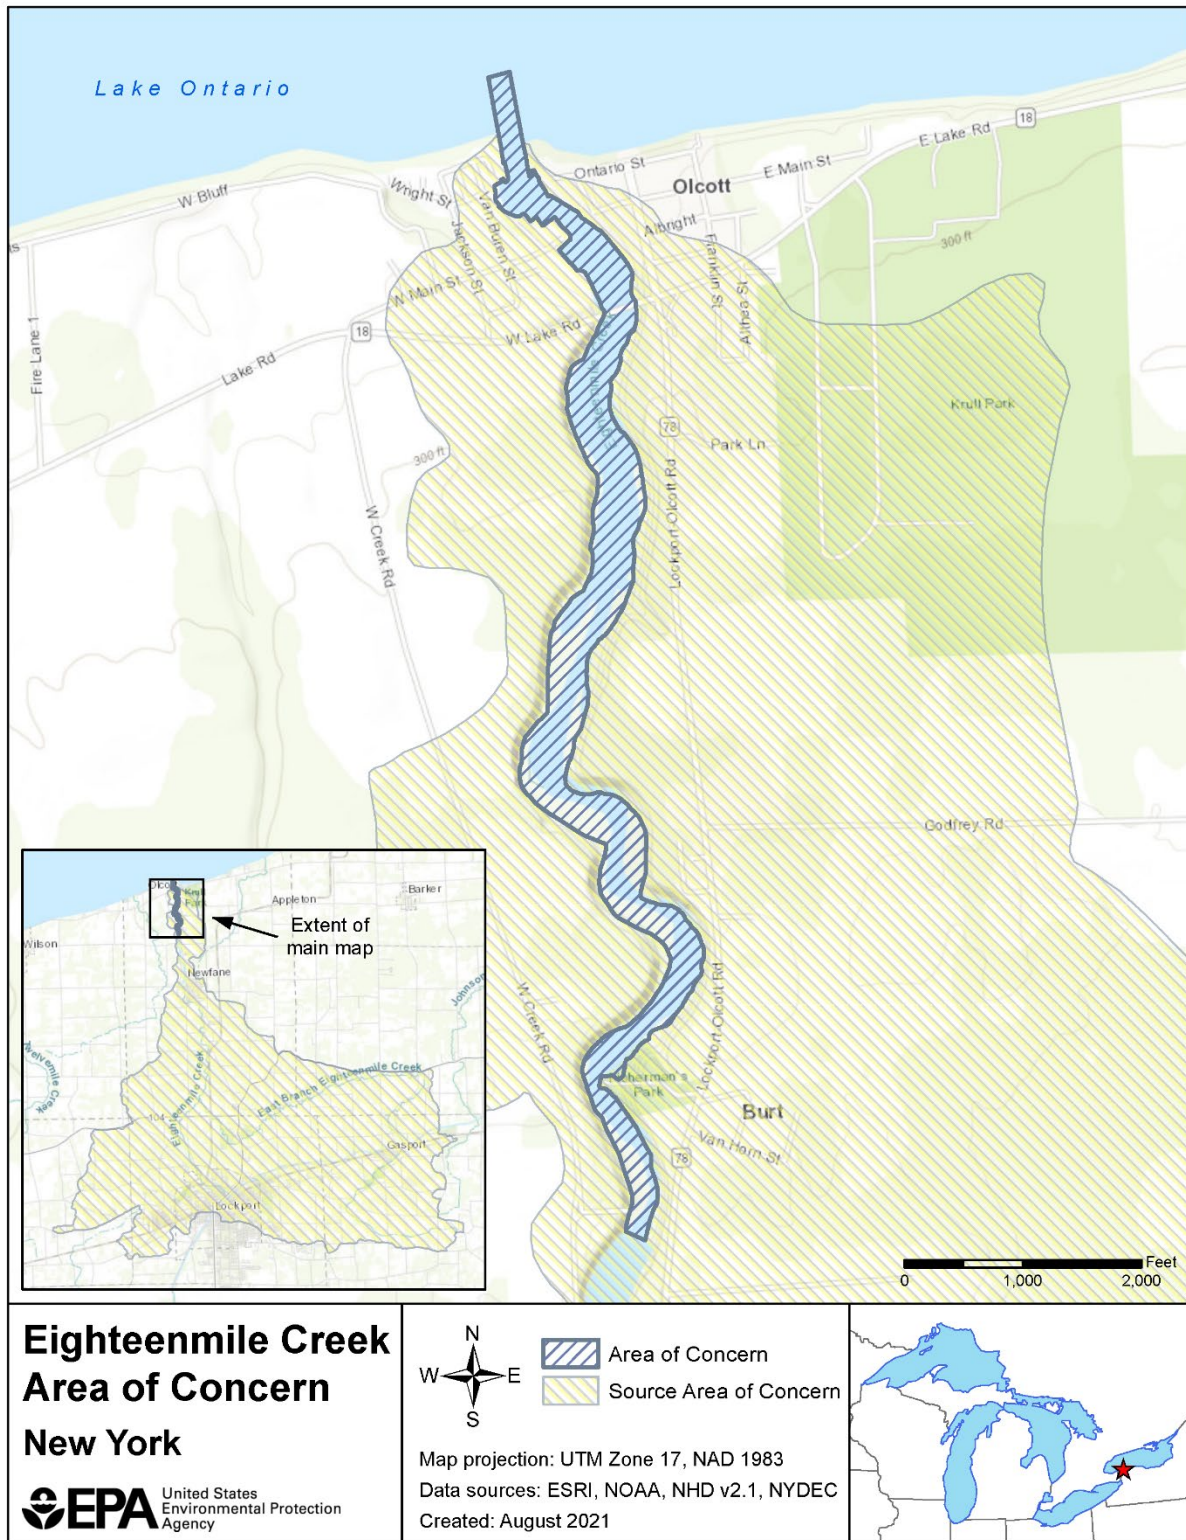 Lake Ontario
18
E Lake Rd
E Main St
Ontario St
Olcott
W Bluff
Wright St
Van Buren St
Jackson St
Albright
Franklin St
Althea St
300 ft
W Main St
18
W Lake Rd
Lake Rd
Fire Lane 1
Eighteenmile Creek
Krull Park
78
Park Ln
300 ft
Lockport-Olcott Rd
W Creek Rd
Godfrey Rd
Lockport-Olcott Rd
W Creek Rd
Fisherman's
Park
Burt
Van Horn St
78
Olcott
Krull
Park
Appleton
Barker
Extent of
main map
Wilson
Newfane
Johnson
Twelvemile
Creek
Eighteenmile Creek
East Branch Eighteenmile Creek
104
Gasport
Lockport
Feet
0 1,000 2,000
Eighteenmile Creek
Area of Concern
New York
EPA
United States
Environmental Protection
Agency
N
W E
S
Area of Concern
Source Area of Concern
Map projection: UTM Zone 17, NAD 1983
Data sources: ESRI, NOAA, NHD v2.1, NYDEC
Created: August 2021